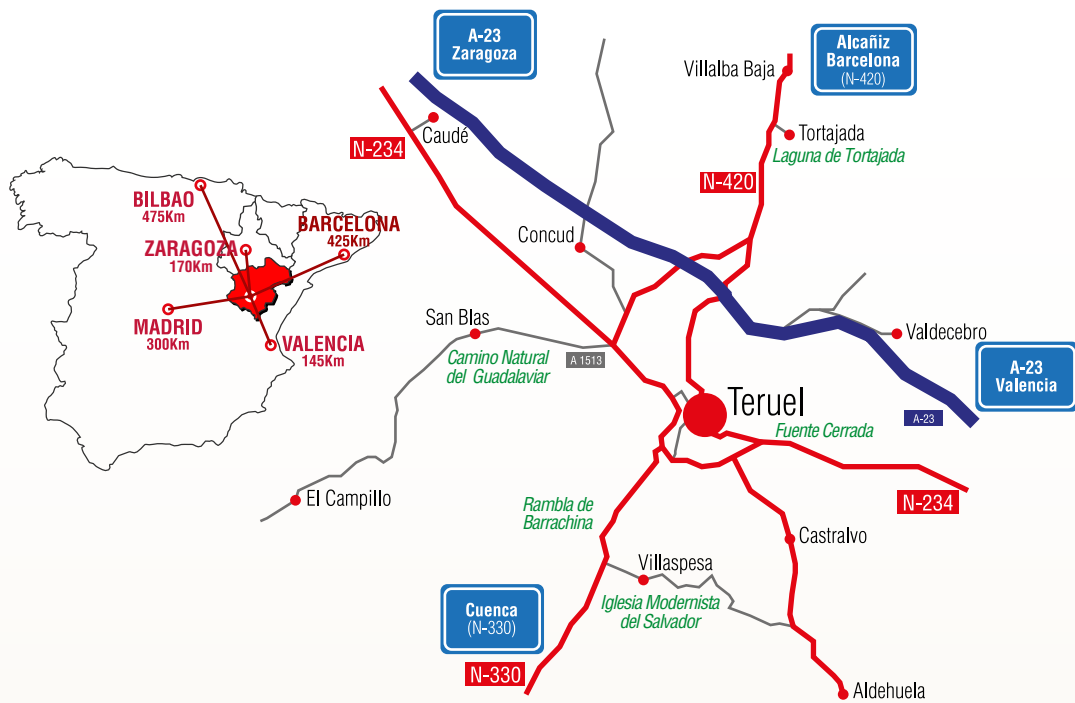 A-23
Zaragoza
Alcañiz
Barcelona
(N-420)
Villalba Baja
Caudé
Tortajada
Laguna de Tortajada
N-234
N-420
BILBAO
475Km
BARCELONA
425Km
ZARAGOZA
170Km
MADRID
300Km
VALENCIA
145Km
Concud
San Blas
Camino Natural
del Guadalaviar
A 1513
Valdecebro
A-23
Valencia
A-23
Teruel
Fuente Cerrada
El Campillo
Rambla de
Barrachina
N-234
Castralvo
Villaspesa
Iglesia Modernista
del Salvador
Cuenca
(N-330)
N-330
Aldehuela